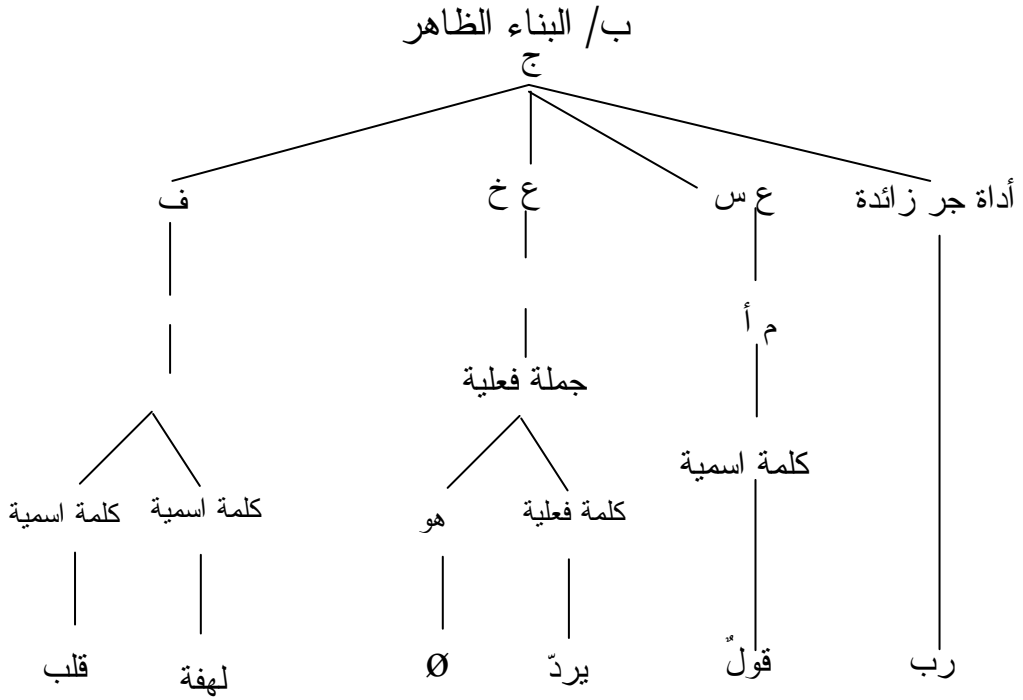 ب/ البناء الظاهر
ج
أداة جر زائدة ع س ع خ ف
م أ
جملة فعلية
كلمة اسمية
كلمة فعلية هو كلمة اسمية كلمة اسمية
رب قولٌ يردّ Ø لهفة قلب